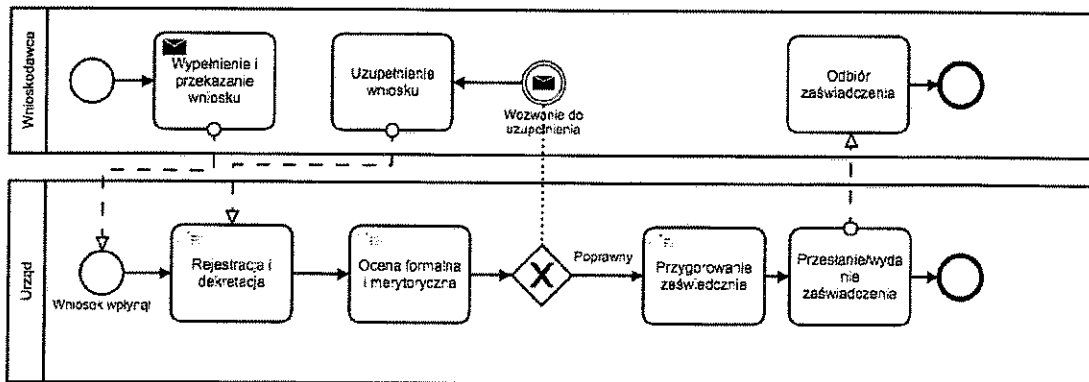 Wnioskodawca
Wypełnienie i
przekazanie
wniosku
Uzupełnienie
wniosku
Wezwanie do
uzupełnienia
Odbiór
zaświadczenia
Urząd
Wniosek wpłynął
Rejestracja i
dekretacja
Ocena formalna
i merytoryczna
X
Poprawny
Przygotowanie
zaświadcznia
Przesłanie/wyda
nie
zaświadczenia